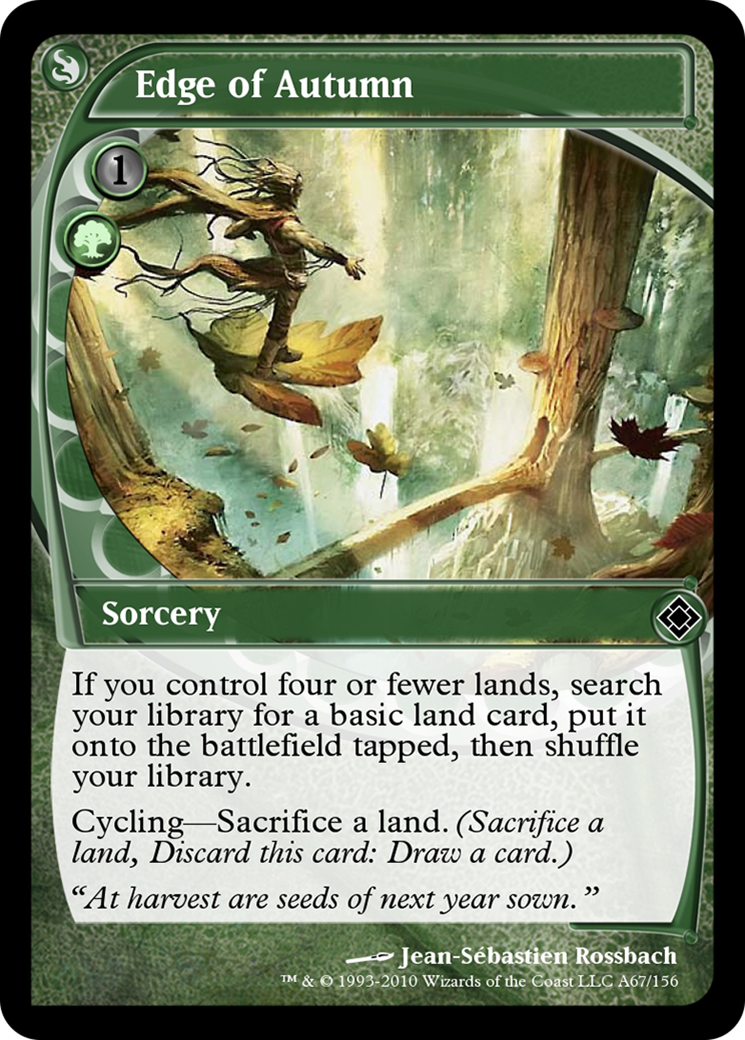 Edge of Autumn
1
Sorcery
If you control four or fewer lands, search
your library for a basic land card, put it
onto the battlefield tapped, then shuffle
your library.
Cycling—Sacrifice a land. (Sacrifice a
land, Discard this card: Draw a card.)
“At harvest are seeds of next year sown.”
Jean-Sébastien Rossbach
™ & © 1993-2010 Wizards of the Coast LLC A67/156